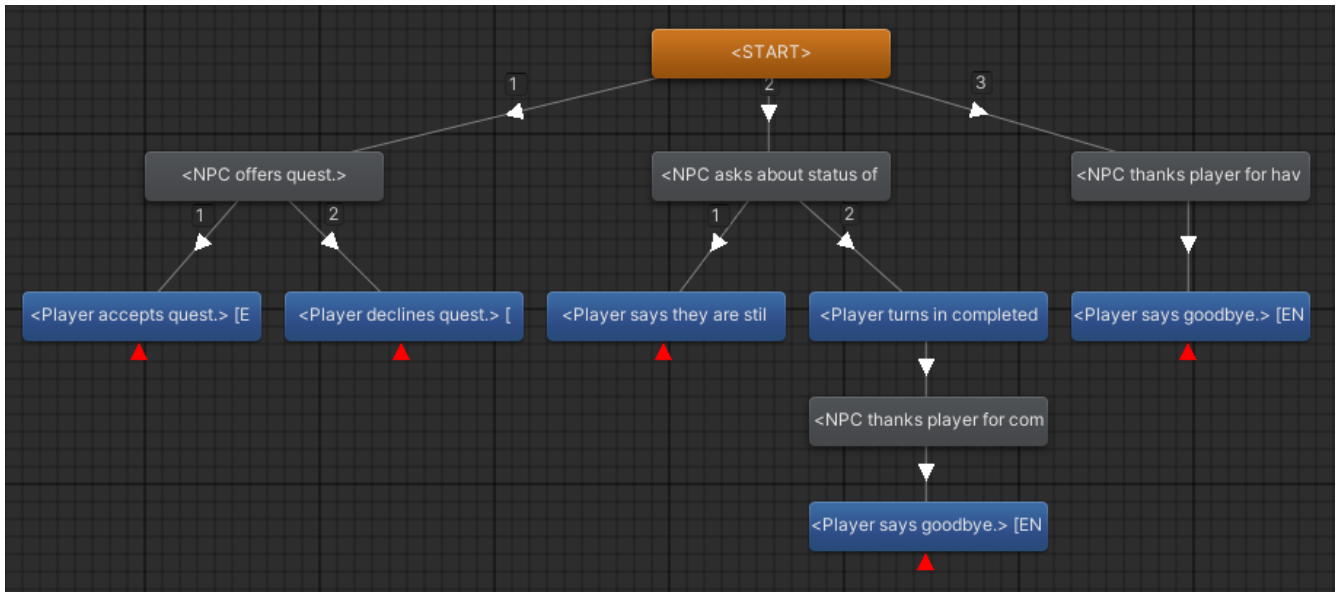 <START>
1
2
3
<NPC offers quest.>
<NPC asks about status of
<NPC thanks player for hav
1
2
1
2
<Player accepts quest.> [E
<Player declines quest.> [
<Player says they are stil
<Player turns in completed
<Player says goodbye.> [EN
<NPC thanks player for com
<Player says goodbye.> [EN